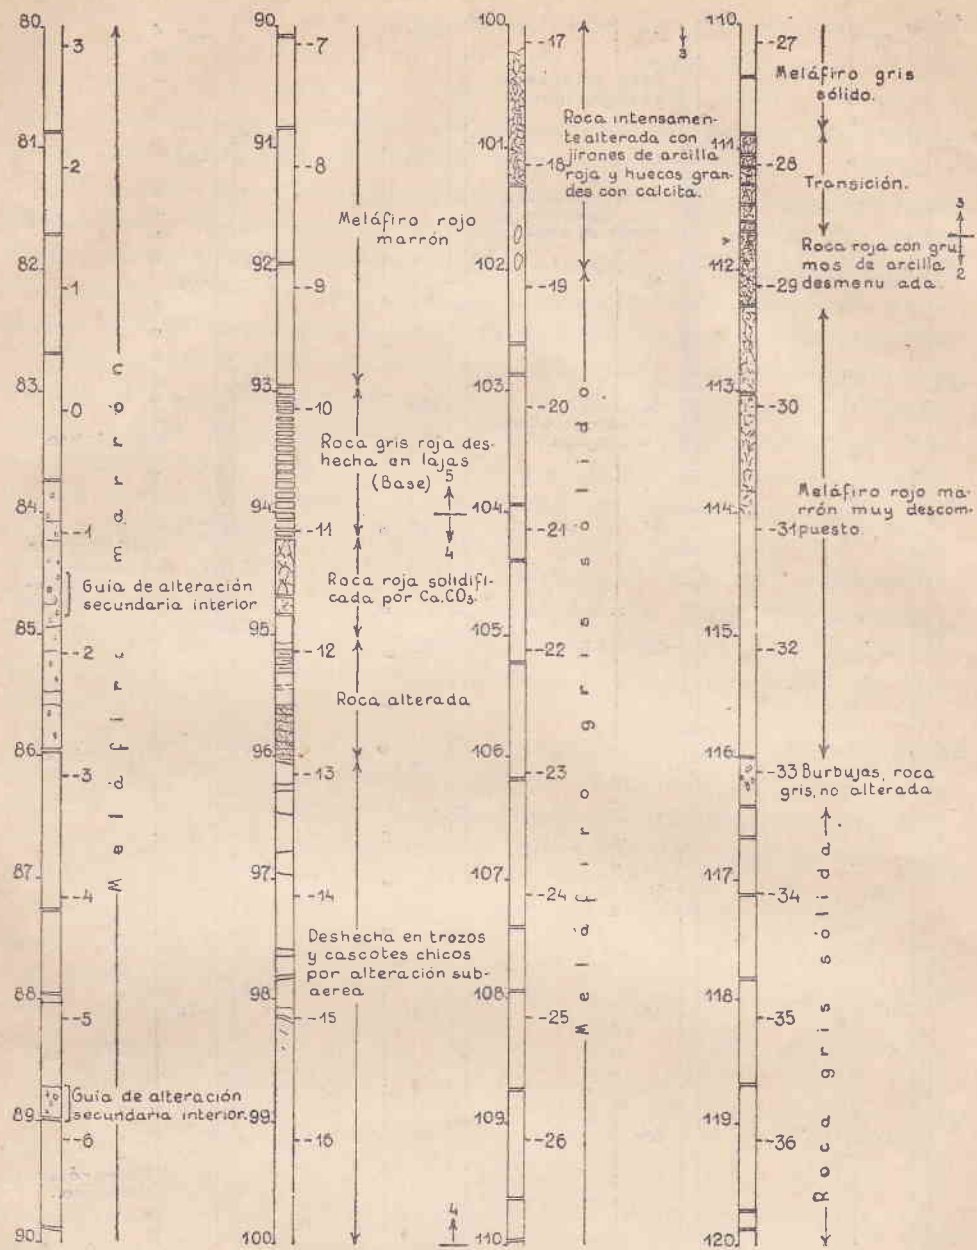 80.
3
81.
2
82.
1
83.
0
84.
-1
85.
-2
86.
-3
87.
-4
88.
-5
89.
-6
90.
Meláfiro marrón
Guía de alteración
secundaria interior
Guía de alteración
secundaria interior.
90.
-7
91.
-8
92.
-9
93.
-10
94.
-11
95.
-12
96.
-13
97.
-14
98.
-15
99.
-16
100.
Meláfiro rojo
marrón
Roca gris roja des-
hecha en lajas
(Base)
5
4
Roca roja solidifi-
cada por Ca.CO₃.
Roca alterada
Deshecha en trozos
y cascotes chicos
por alteración sub-
aerea
4
100.
-17
101.
-18
102.
-19
103.
-20
104.
-21
105.
-22
106.
-23
107.
-24
108.
-25
109.
-26
110.
3
Roca intensamen-
te alterada con
jirones de arcilla
roja y huecos gran-
des con calcita.
Meláfiro gris sólido
110.
-27
111.
-28
112.
-29
113.
-30
114.
-31
115.
-32
116.
-33
117.
-34
118.
-35
119.
-36
120.
Meláfiro gris
sólido.
Transición.
3
2
Roca roja con gru
mos de arcilla
desmenu ada.
Meláfiro rojo ma-
rrón muy descom-
puesto.
Burbujas, roca
gris, no alterada
Roca gris sólida